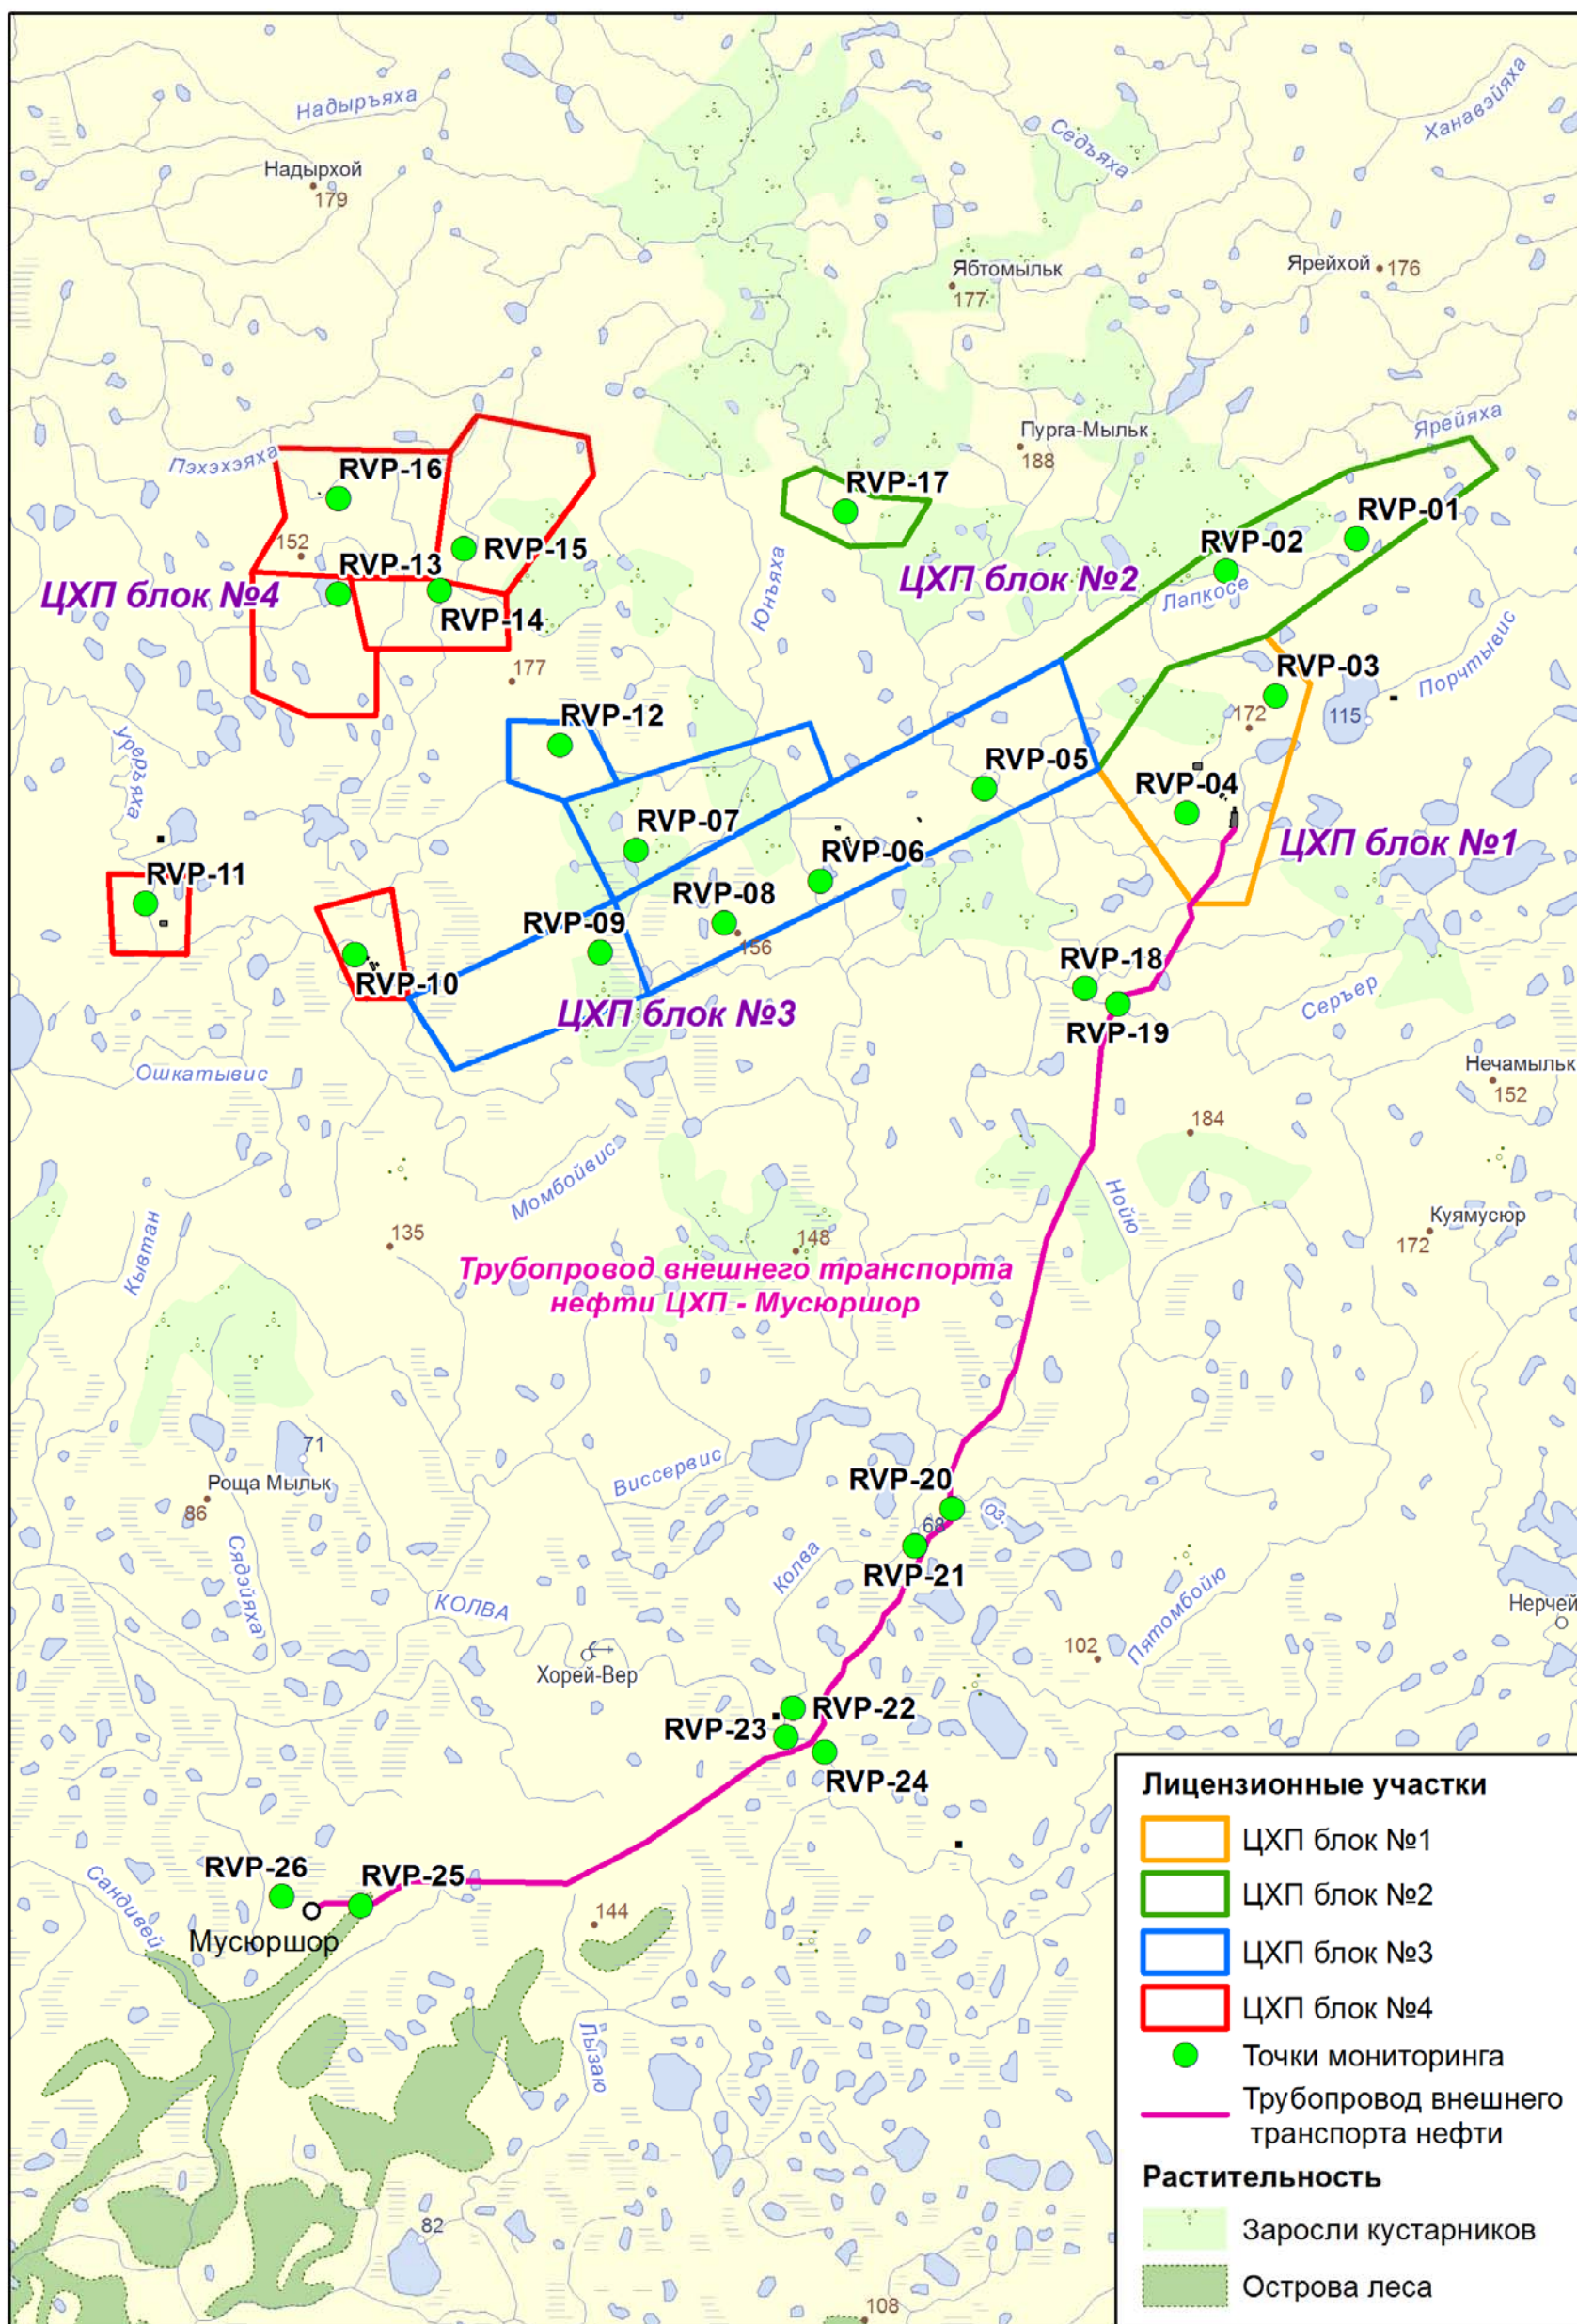 Надыръяха
Ханавэйяха
Седъяха
Надырхой
179
Ябтомыльк
177
Ярейхой
176
Ярейяха
Пурга-Мыльк
188
Пэхэхэяха
RVP-16
RVP-17
RVP-01
152
RVP-15
RVP-02
RVP-13
ЦХП блок №4
ЦХП блок №2
Юнъяха
Лапкосе
RVP-14
177
RVP-03
Порчтывис
172
115
RVP-12
Уреръяха
RVP-05
RVP-04
RVP-07
ЦХП блок №1
RVP-06
RVP-11
RVP-08
RVP-09
156
RVP-10
RVP-18
ЦХП блок №3
Серъер
RVP-19
Ошкатывис
Нечамыльк
152
184
Момбойвис
Нойю
Кывтан
135
148
Куямусюр
172
Трубопровод внешнего транспорта
нефти ЦХП - Мусюршор
71
Роща Мыльк
86
Виссервис
RVP-20
оз.
68
RVP-21
Колва
Сядэйяха
КОЛВА
Пятомбойю
Нерчей
102
Хорей-Вер
RVP-22
RVP-23
RVP-24
RVP-26
RVP-25
Сандивей
Мусюршор
144
Лызаю
82
108
Лицензионные участки
ЦХП блок №1
ЦХП блок №2
ЦХП блок №3
ЦХП блок №4
Точки мониторинга
Трубопровод внешнего
транспорта нефти
Растительность
Заросли кустарников
Острова леса